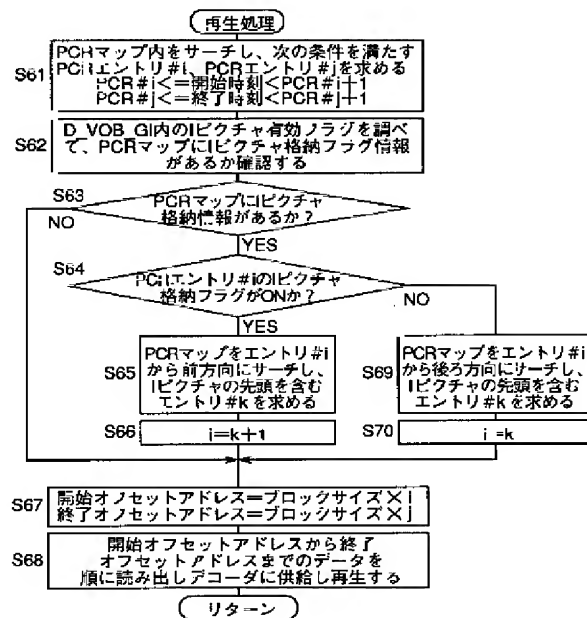 再生処理
S61
PCRマップ内をサーチし、次の条件を満たす
PCRエントリ#i、PCRエントリ#jを求める
PCR#i<=開始時刻<PCR#i+1
PCR#j<=終了時刻<PCR#j+1
S62
D_VOB_GI内のIピクチャ有効フラグを調べ
て、PCRマップにIピクチャ格納フラグ情報
があるか確認する
S63
PCRマップにIピクチャ
格納情報があるか？
NO
YES
S64
PCRエントリ#iのIピクチャ
格納フラグがONか？
NO
YES
S65
PCRマップをエントリ#i
から前方向にサーチし、
Iピクチャの先頭を含む
エントリ#kを求める
S69
PCRマップをエントリ#i
から後ろ方向にサーチし、
Iピクチャの先頭を含む
エントリ#kを求める
S66
i=k+1
S70
i=k
S67
開始オフセットアドレス=ブロックサイズ×i
終了オフセットアドレス=ブロックサイズ×j
S68
開始オフセットアドレスから終了
オフセットアドレスまでのデータを
順に読み出しデコーダに供給し再生する
リターン